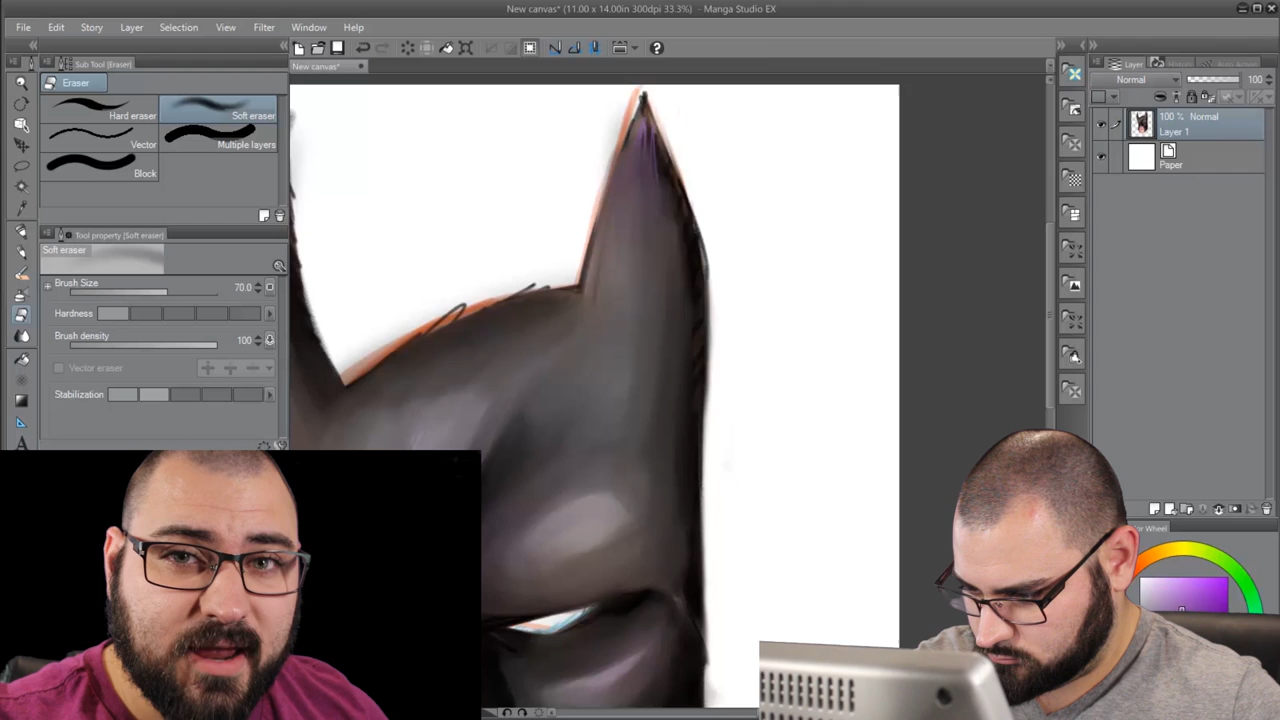 New canvas* (11.00 x 14.00in 300dpi 33.3%) - Manga Studio EX
File Edit Story Layer Selection View Filter Window Help
Sub Tool [Eraser]
New canvas*
Layer
Eraser
Normal 100
Hard eraser Soft eraser
Vector Multiple layers
Block
100 % Normal
Layer 1
Paper
Tool property [Soft eraser]
Soft eraser
Brush Size 70.0
Hardness
Brush density 100
Vector eraser
Stabilization
A
Wheel